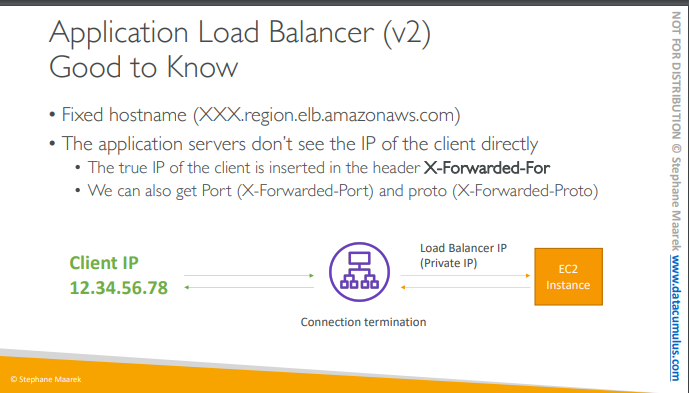 Application Load Balancer (v2)
Good to Know
• Fixed hostname (XXX.region.elb.amazonaws.com)
• The application servers don't see the IP of the client directly
• The true IP of the client is inserted in the header X-Forwarded-For
• We can also get Port (X-Forwarded-Port) and proto (X-Forwarded-Proto)
Client IP
12.34.56.78
Load Balancer IP
(Private IP)
EC2
Instance
Connection termination
© Stephane Maarek
NOT FOR DISTRIBUTION © Stephane Maarek www.datacumulus.com